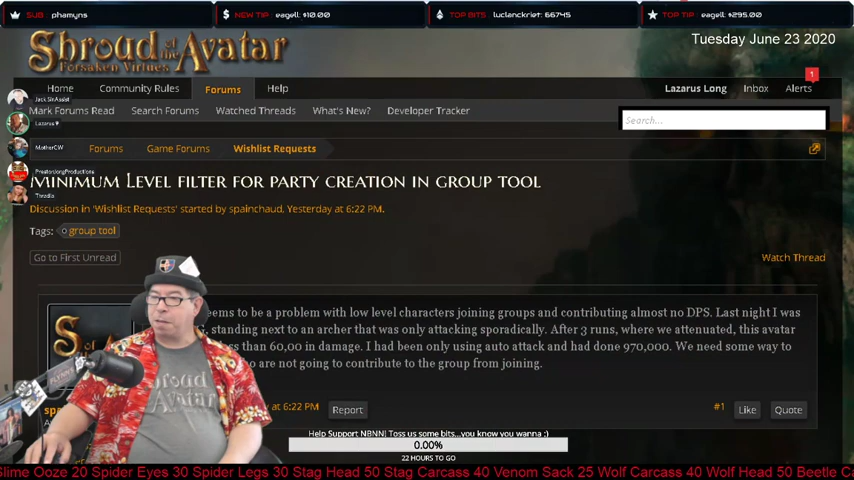 SUB phamyns
NEW TIP eagell: $10.00
TOP BITS luclanckriet: 66745
TOP TIP eagell: $295.00
Shroud of the Avatar
Forsaken Virtues
Tuesday June 23 2020
1
Home Community Rules Forums Help Lazarus Long Inbox Alerts
Jack SirAssist
Mark Forums Read Search Forums Watched Threads What's New? Developer Tracker
Search...
MotherCW
Forums Game Forums Wishlist Requests
PrestonJongProductions
Minimum Level filter for party creation in group tool
Thradis
Discussion in 'Wishlist Requests' started by spainchaud, Yesterday at 6:22 PM.
Tags: group tool
Go to First Unread Watch Thread
eems to be a problem with low level characters joining groups and contributing almost no DPS. Last night I was
standing next to an archer that was only attacking sporadically. After 3 runs, where we attenuated, this avatar
than 60,00 in damage. I had been only using auto attack and had done 970,000. We need some way to
are not going to contribute to the group from joining.
spa
y at 6:22 PM Report #1 Like Quote
Shroud of the Avatar
Help Support NBNN! Toss us some bits...you know you wanna ;)
0.00%
22 HOURS TO GO
Slime Ooze 20 Spider Eyes 30 Spider Legs 30 Stag Head 50 Stag Carcass 40 Venom Sack 25 Wolf Carcass 40 Wolf Head 50 Beetle Ca